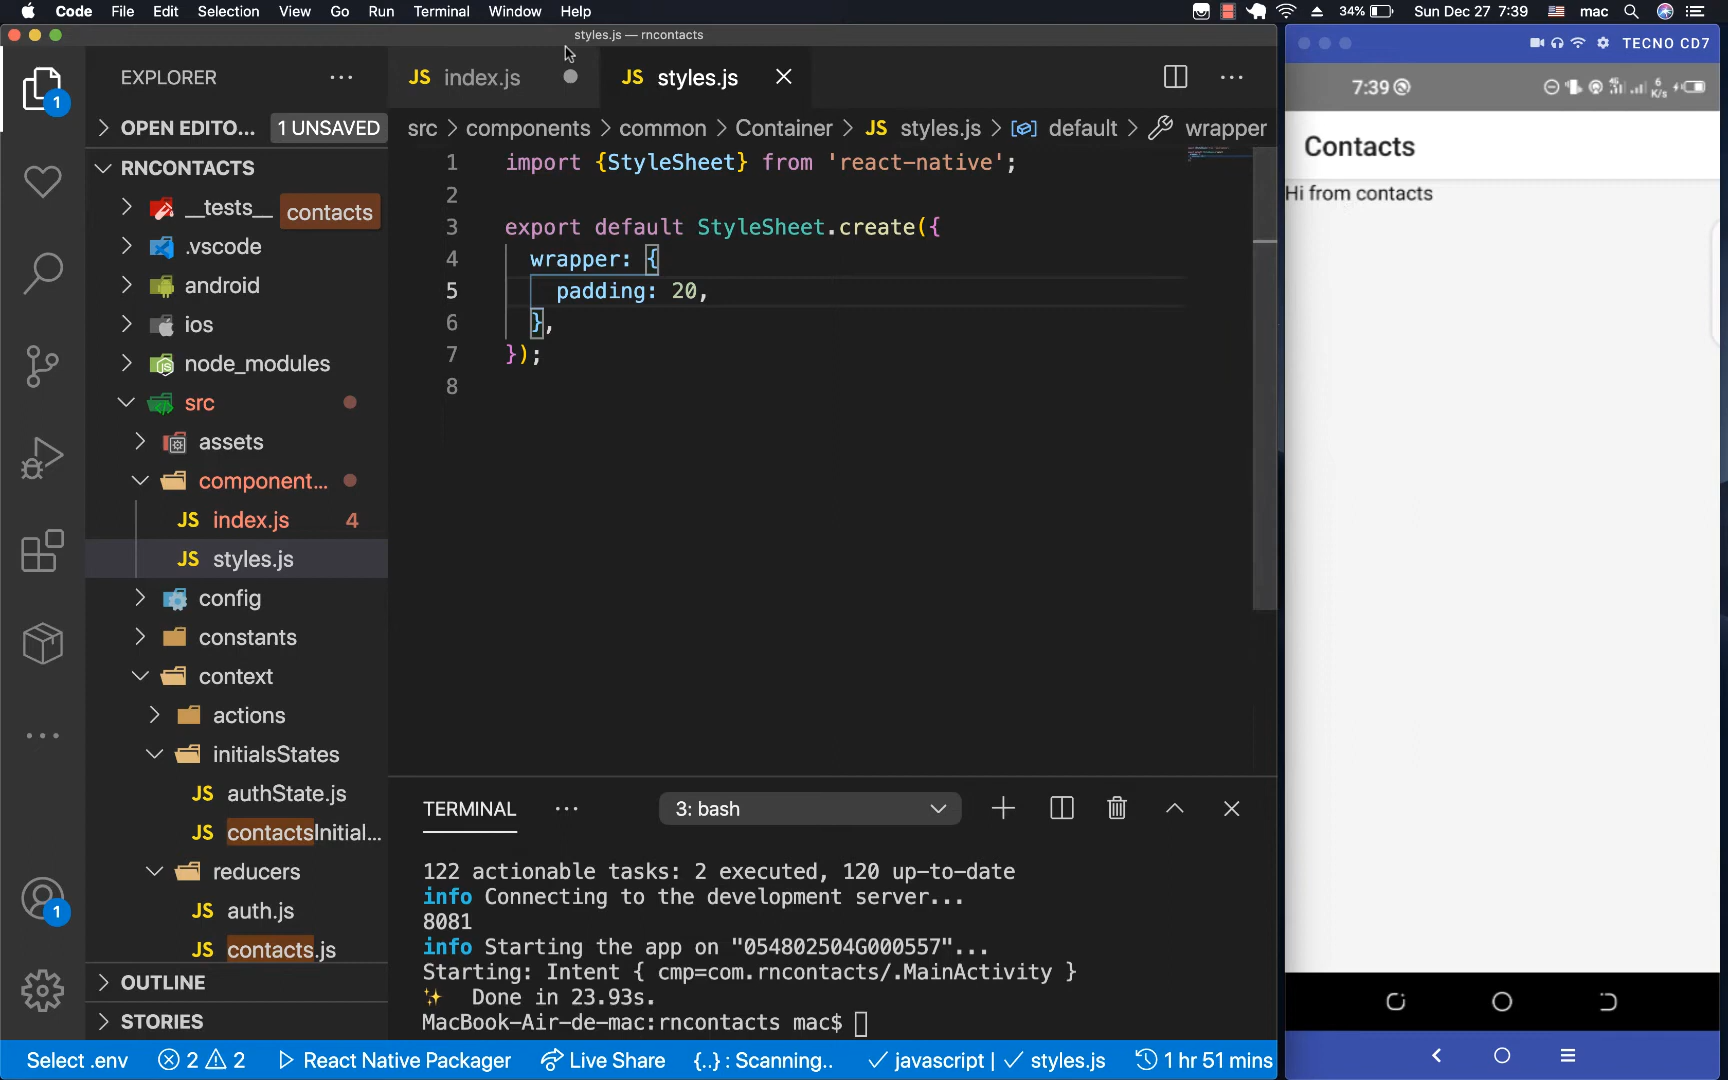 Code File Edit Selection View Go Run Terminal Window Help
34% Sun Dec 27 7:39 mac
styles.js — rncontacts
TECNO CD7
EXPLORER
JS index.js
JS styles.js
7:39
4G
6 K/s
OPEN EDITO... 1 UNSAVED
src > components > common > Container > JS styles.js > default > wrapper
Contacts
Hi from contacts
RNCONTACTS
__tests__
contacts
.vscode
android
ios
node_modules
src
assets
component...
JS index.js 4
JS styles.js
config
constants
context
actions
initialsStates
JS authState.js
JS contactsInitial...
reducers
JS auth.js
JS contacts.js
OUTLINE
STORIES
1
1
1 import {StyleSheet} from 'react-native';
2
3 export default StyleSheet.create({
4 wrapper: {
5 padding: 20,
6 },
7 });
8
TERMINAL
3: bash
122 actionable tasks: 2 executed, 120 up-to-date
info Connecting to the development server...
8081
info Starting the app on "054802504G000557"...
Starting: Intent { cmp=com.rncontacts/.MainActivity }
✨ Done in 23.93s.
MacBook-Air-de-mac:rncontacts mac$
Select .env 2 2 React Native Packager Live Share {..} : Scanning.. javascript | styles.js 1 hr 51 mins